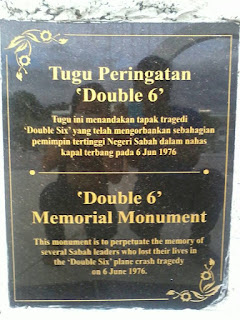 Tugu Peringatan
'Double 6'
Tugu ini menandakan tapak tragedi
'Double Six' yang telah mengorbankan sebahagian
pemimpin tertinggi Negeri Sabah dalam nahas
kapal terbang pada 6 Jun 1976
'Double 6'
Memorial Monument
This monument is to perpetuate the memory of
several Sabah leaders who lost their lives in
the 'Double Six' plane crash tragedy
on 6 June 1976.